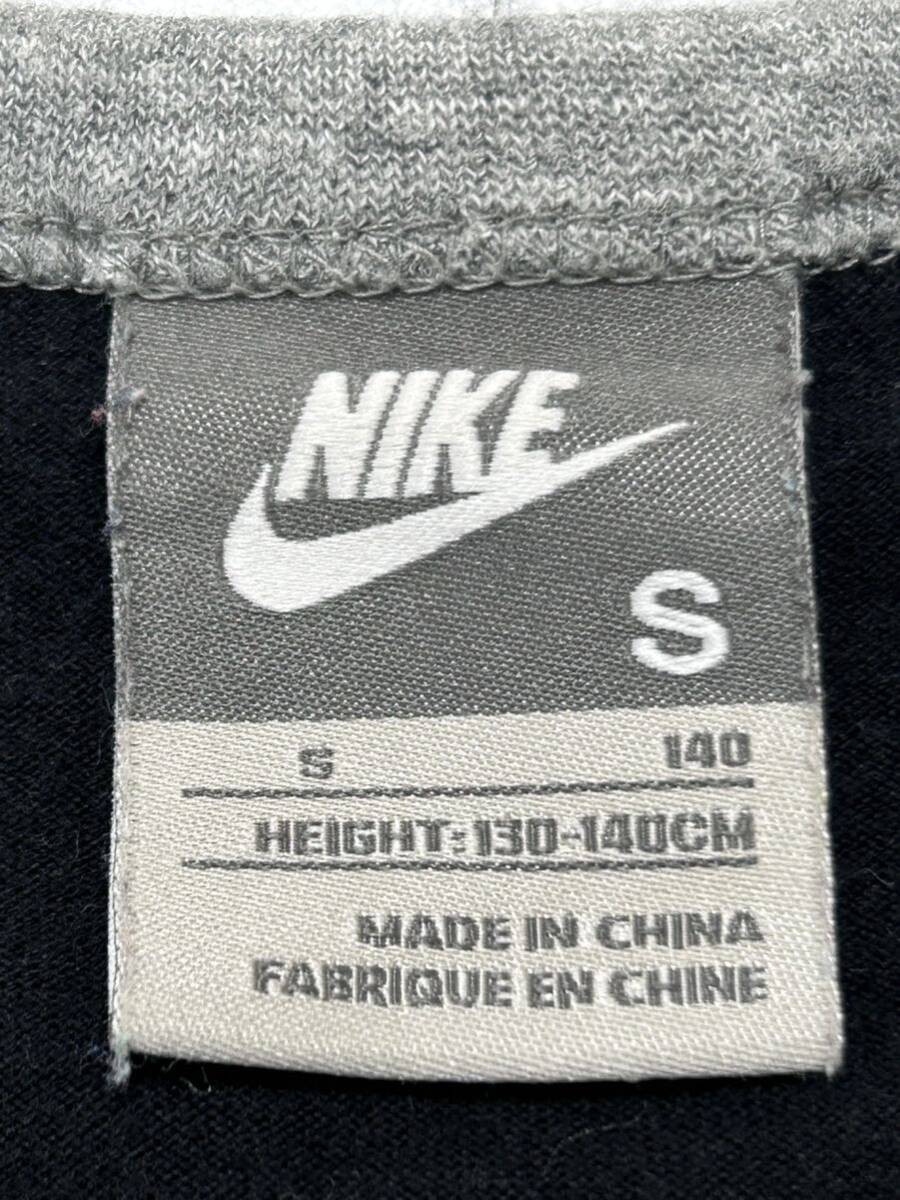 NIKE
S
S 140
HEIGHT: 130-140CM
MADE IN CHINA
FABRIQUE EN CHINE